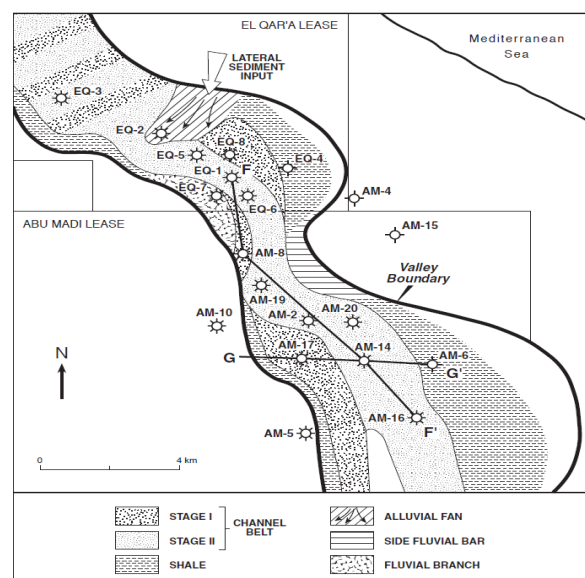 EL QAR'A LEASE
Mediterranean
Sea
LATERAL
SEDIMENT
INPUT
EQ-3
EQ-2
EQ-5
EQ-8
EQ-4
EQ-1
F
EQ-7
EQ-6
AM-4
ABU MADI LEASE
AM-15
AM-8
Valley
Boundary
AM-19
AM-2
AM-20
AM-10
N
AM-17
AM-14
AM-6
G
G'
AM-16
F'
AM-5
0
4 km
STAGE I
STAGE II
CHANNEL
BELT
SHALE
ALLUVIAL FAN
SIDE FLUVIAL BAR
FLUVIAL BRANCH